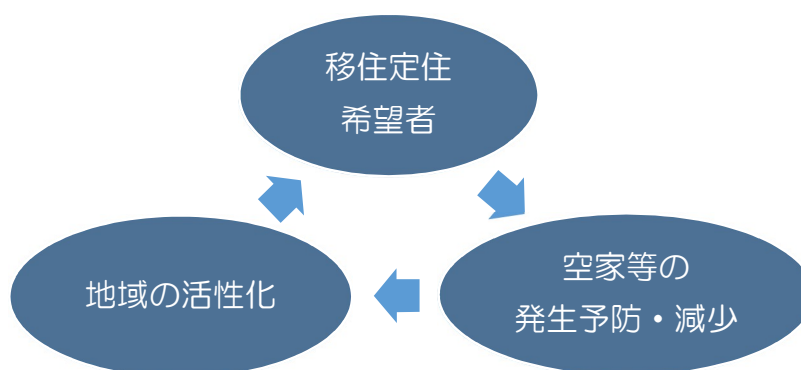 移住定住
希望者
地域の活性化
空家等の
発生予防・減少